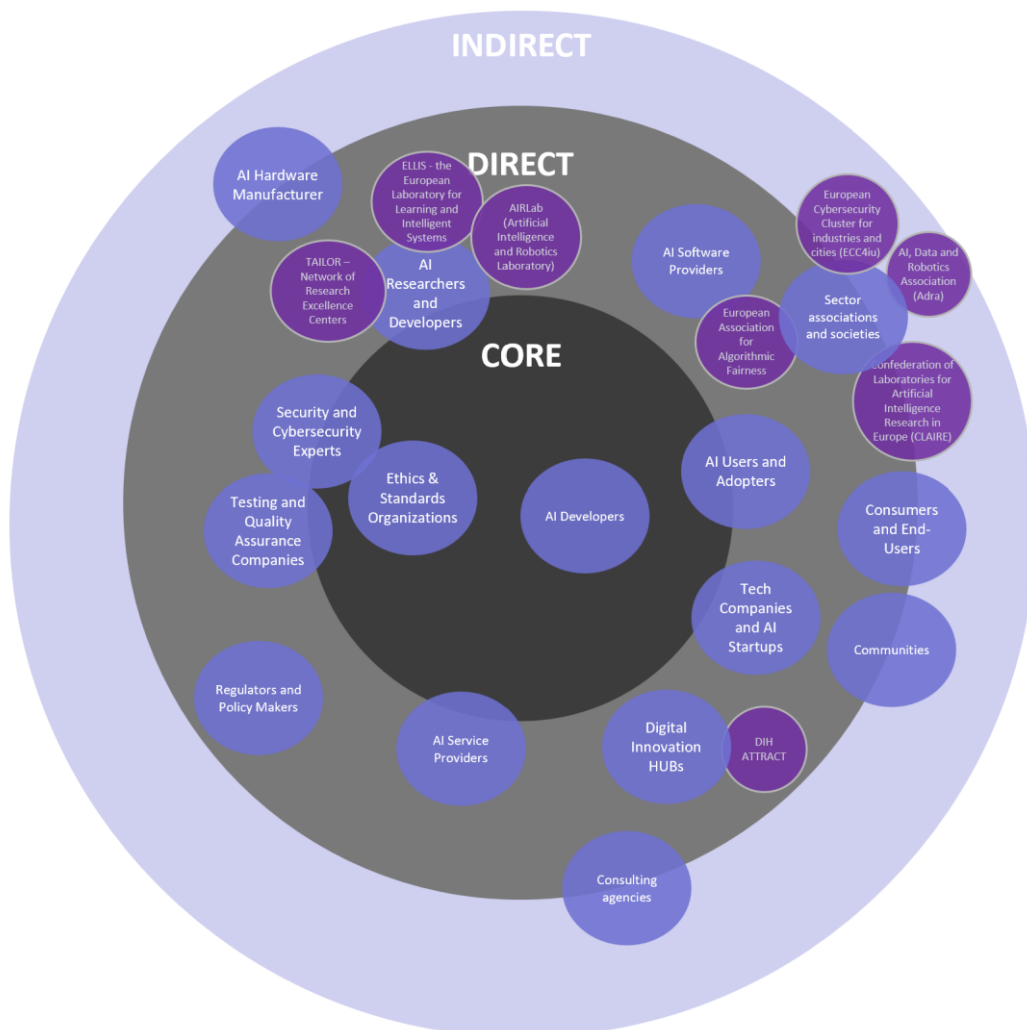 INDIRECT
DIRECT
CORE
AI Hardware
Manufacturer
ELLIS - the
European
Laboratory for
Learning and
Intelligent
Systems
AIRLab
(Artificial
Intelligence
and Robotics
Laboratory)
TAILOR –
Network of
Research
Excellence
Centers
AI
Researchers
and
Developers
AI Software
Providers
European
Cybersecurity
Cluster for
industries and
cities (ECC4iu)
AI, Data and
Robotics
Association
(Adra)
Sector
associations
and societies
European
Association
for
Algorithmic
Fairness
Confederation of
Laboratories for
Artificial
Intelligence
Research in
Europe (CLAIRE)
Security and
Cybersecurity
Experts
Ethics &
Standards
Organizations
Testing and
Quality
Assurance
Companies
AI Developers
AI Users and
Adopters
Consumers
and End-
Users
Tech
Companies
and AI
Startups
Communities
Regulators and
Policy Makers
AI Service
Providers
Digital
Innovation
HUBs
DIH
ATTRACT
Consulting
agencies